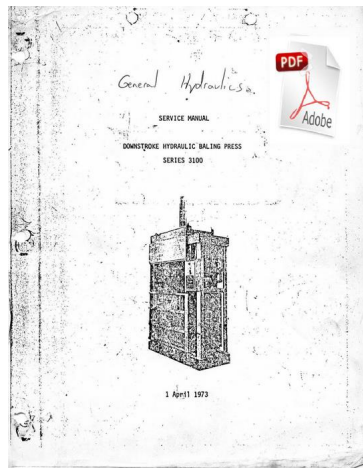 PDF
Adobe
General Hydraulics
SERVICE MANUAL
DOWNSTROKE HYDRAULIC BALING PRESS
SERIES 3100
1 April 1973